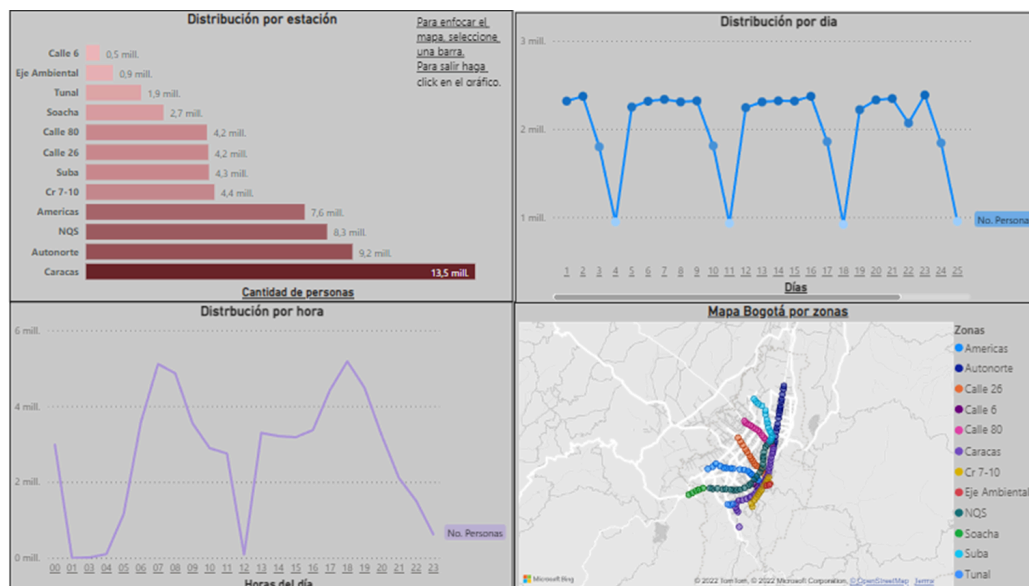 Distribución por estación
Para enfocar el
mapa, seleccione
una barra.
Para salir haga
click en el gráfico.
Calle 6
0,5 mill.
Eje Ambiental
0,9 mill.
Tunal
1,9 mill.
Soacha
2,7 mill.
Calle 80
4,2 mill.
Calle 26
4,2 mill.
Suba
4,3 mill.
Cr 7-10
4,4 mill.
Americas
7,6 mill.
NQS
8,3 mill.
Autonorte
9,2 mill.
Caracas
13,5 mill.
Cantidad de personas
Distribución por dia
3 mill.
2 mill.
1 mill.
No. Persona
1 2 3 4 5 6 7 8 9 10 11 12 13 14 15 16 17 18 19 20 21 22 23 24 25
Días
Distrbución por hora
6 mill.
4 mill.
2 mill.
0 mill.
No. Personas
00 01 03 04 05 06 07 08 09 10 11 12 13 14 15 16 17 18 19 20 21 22 23
Horas del día
Mapa Bogotá por zonas
Zonas
Americas
Autonorte
Calle 26
Calle 6
Calle 80
Caracas
Cr 7-10
Eje Ambiental
NQS
Soacha
Suba
Tunal
Microsoft Bing
© 2022 TomTom, © 2022 Microsoft Corporation, © OpenStreetMap Terms